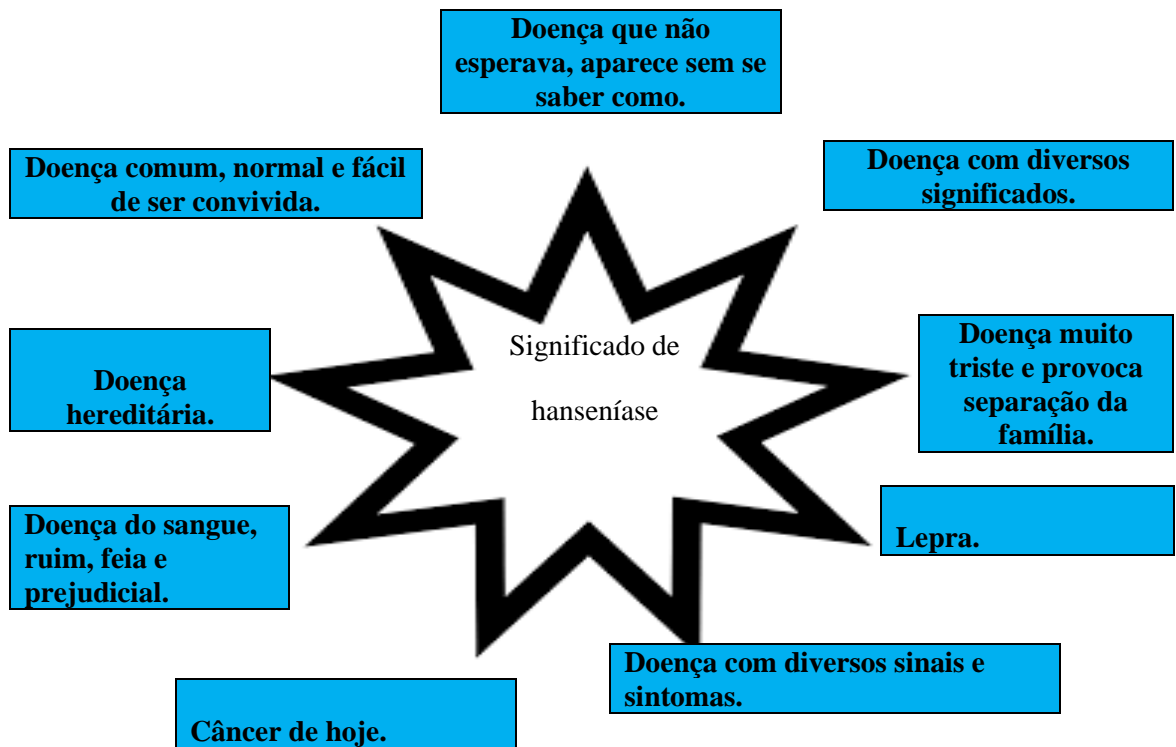 Doença que não
esperava, aparece sem se
saber como.
Doença comum, normal e fácil
de ser convivida.
Doença com diversos
significados.
Significado de
hanseníase
Doença
hereditária.
Doença muito
triste e provoca
separação da
família.
Doença do sangue,
ruim, feia e
prejudicial.
Lepra.
Doença com diversos sinais e
sintomas.
Câncer de hoje.